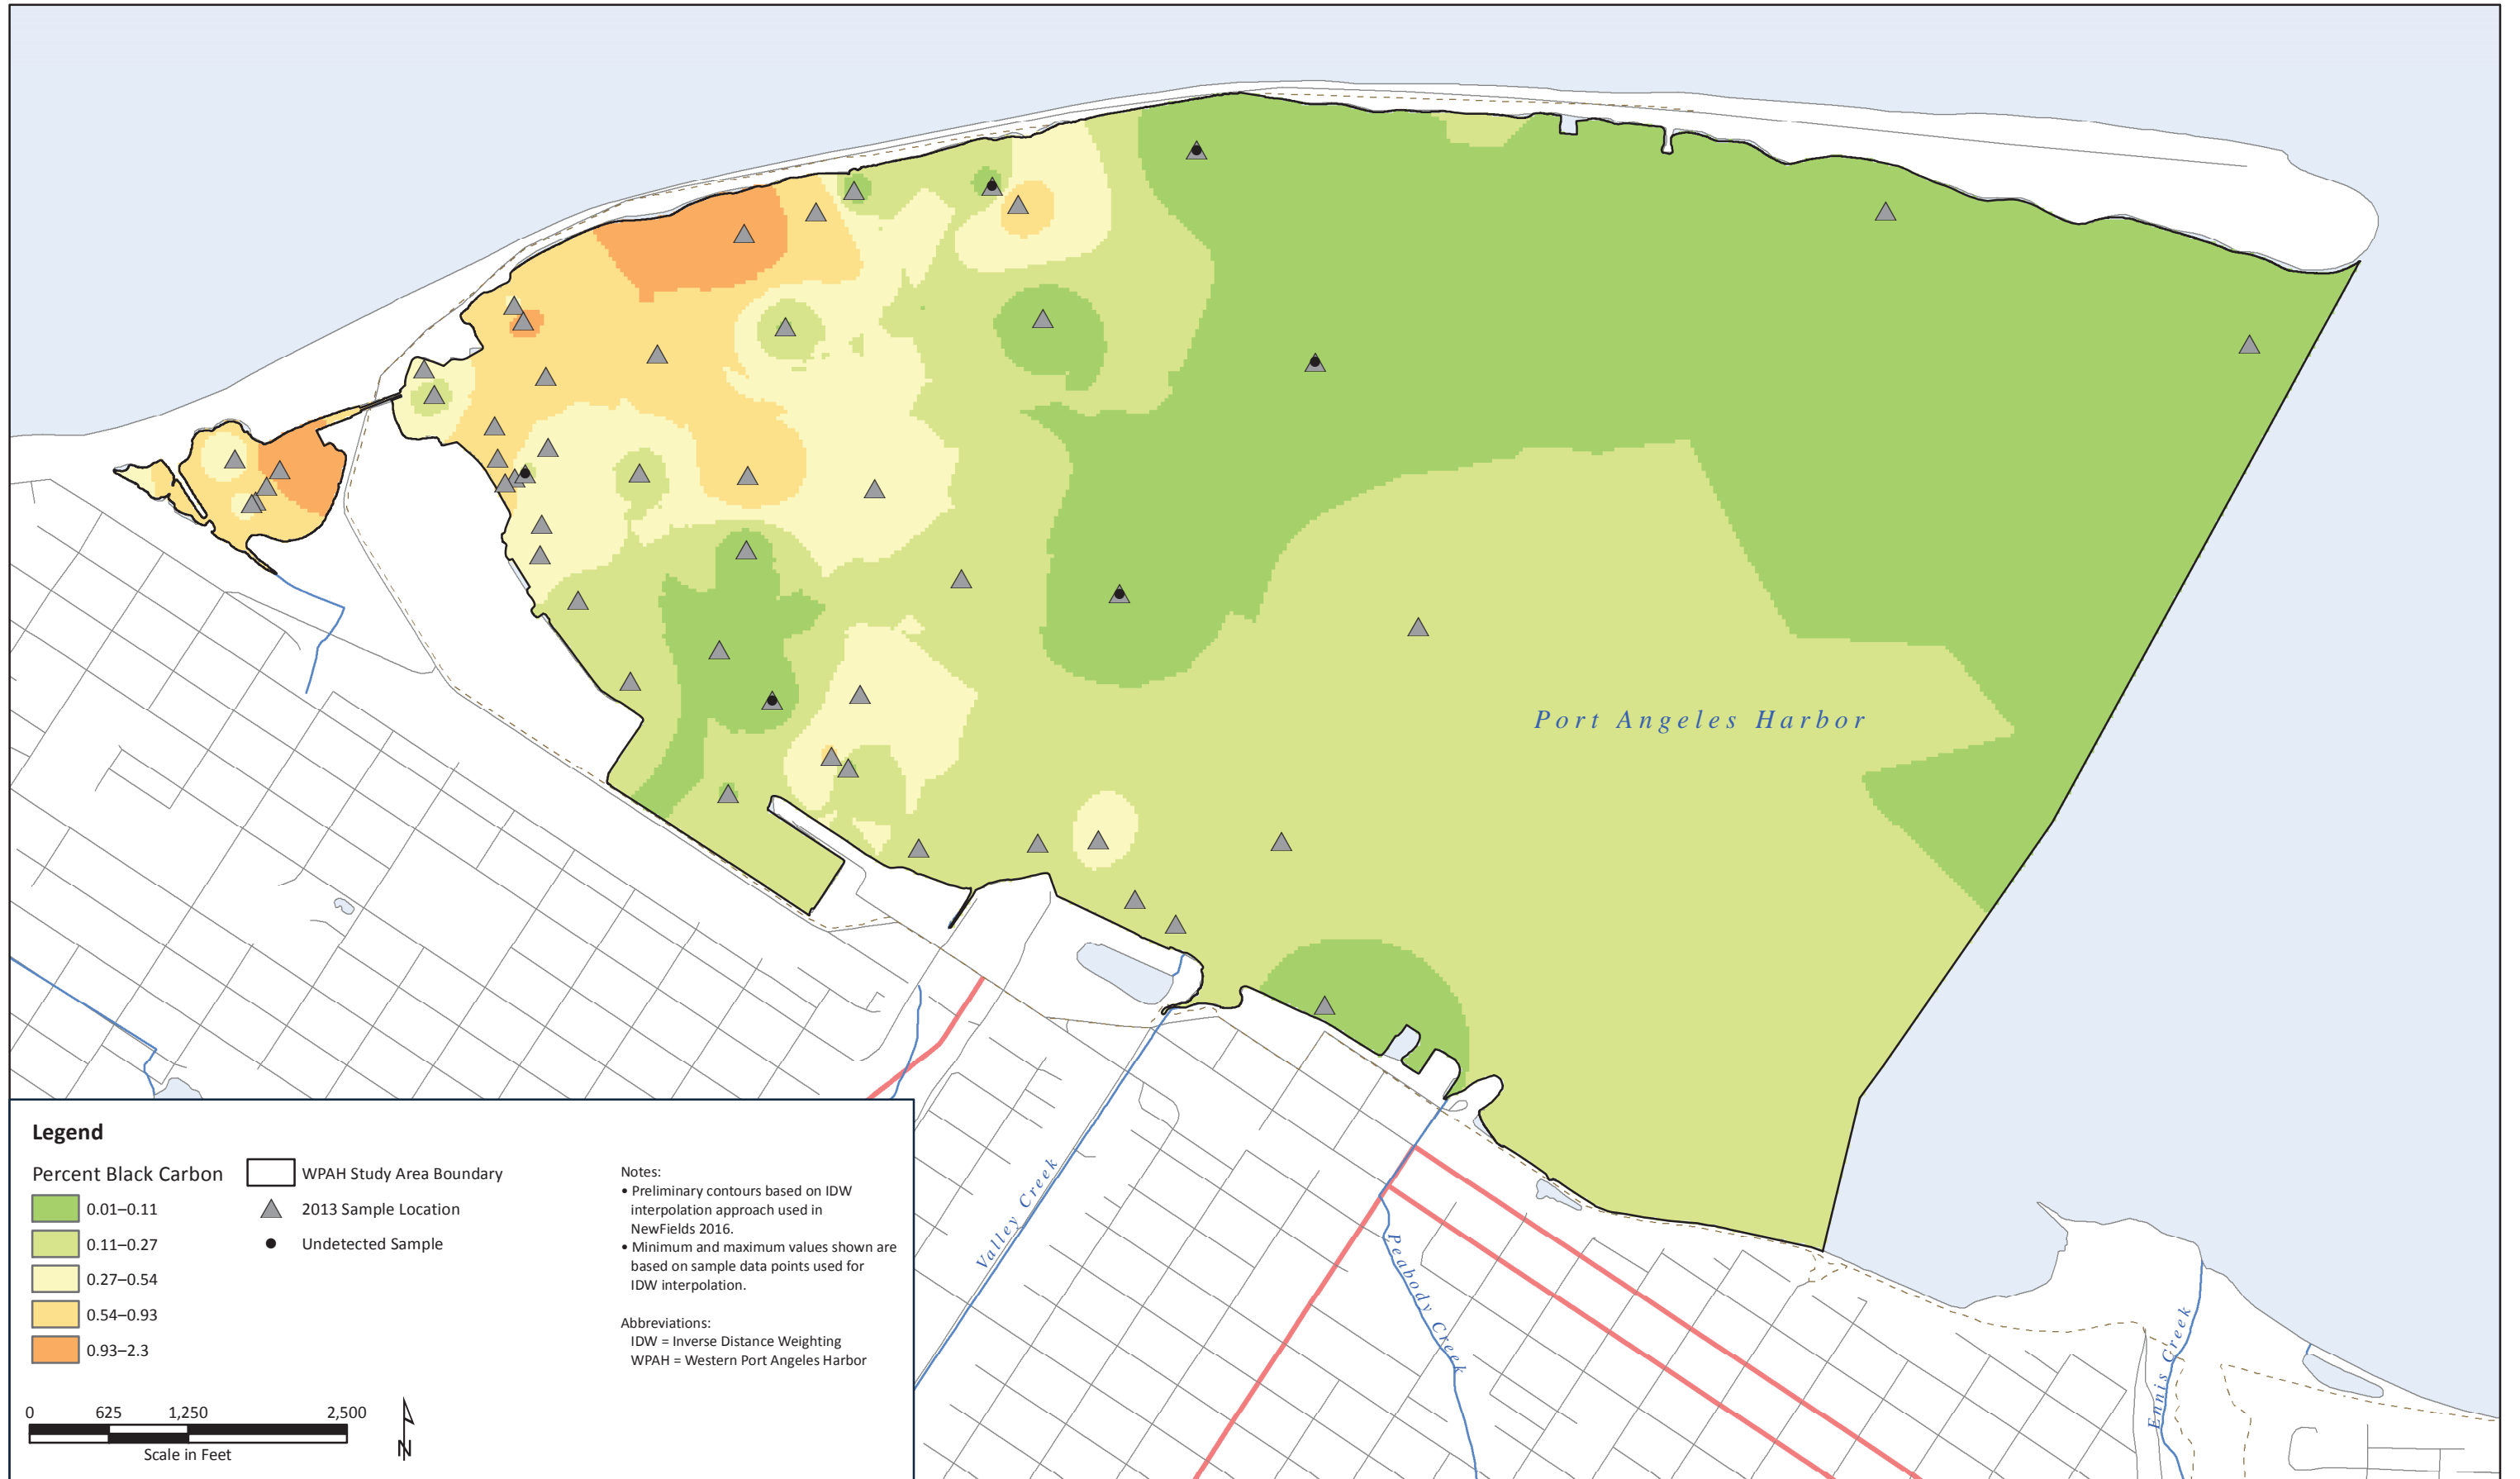 Port Angeles Harbor
Valley Creek
Peabody Creek
Ennis Creek
Legend
Percent Black Carbon
0.01–0.11
0.11–0.27
0.27–0.54
0.54–0.93
0.93–2.3
WPAH Study Area Boundary
2013 Sample Location
Undetected Sample
Notes:
• Preliminary contours based on IDW
interpolation approach used in
NewFields 2016.
• Minimum and maximum values shown are
based on sample data points used for
IDW interpolation.
Abbreviations:
IDW = Inverse Distance Weighting
WPAH = Western Port Angeles Harbor
0 625 1,250 2,500
Scale in Feet
N